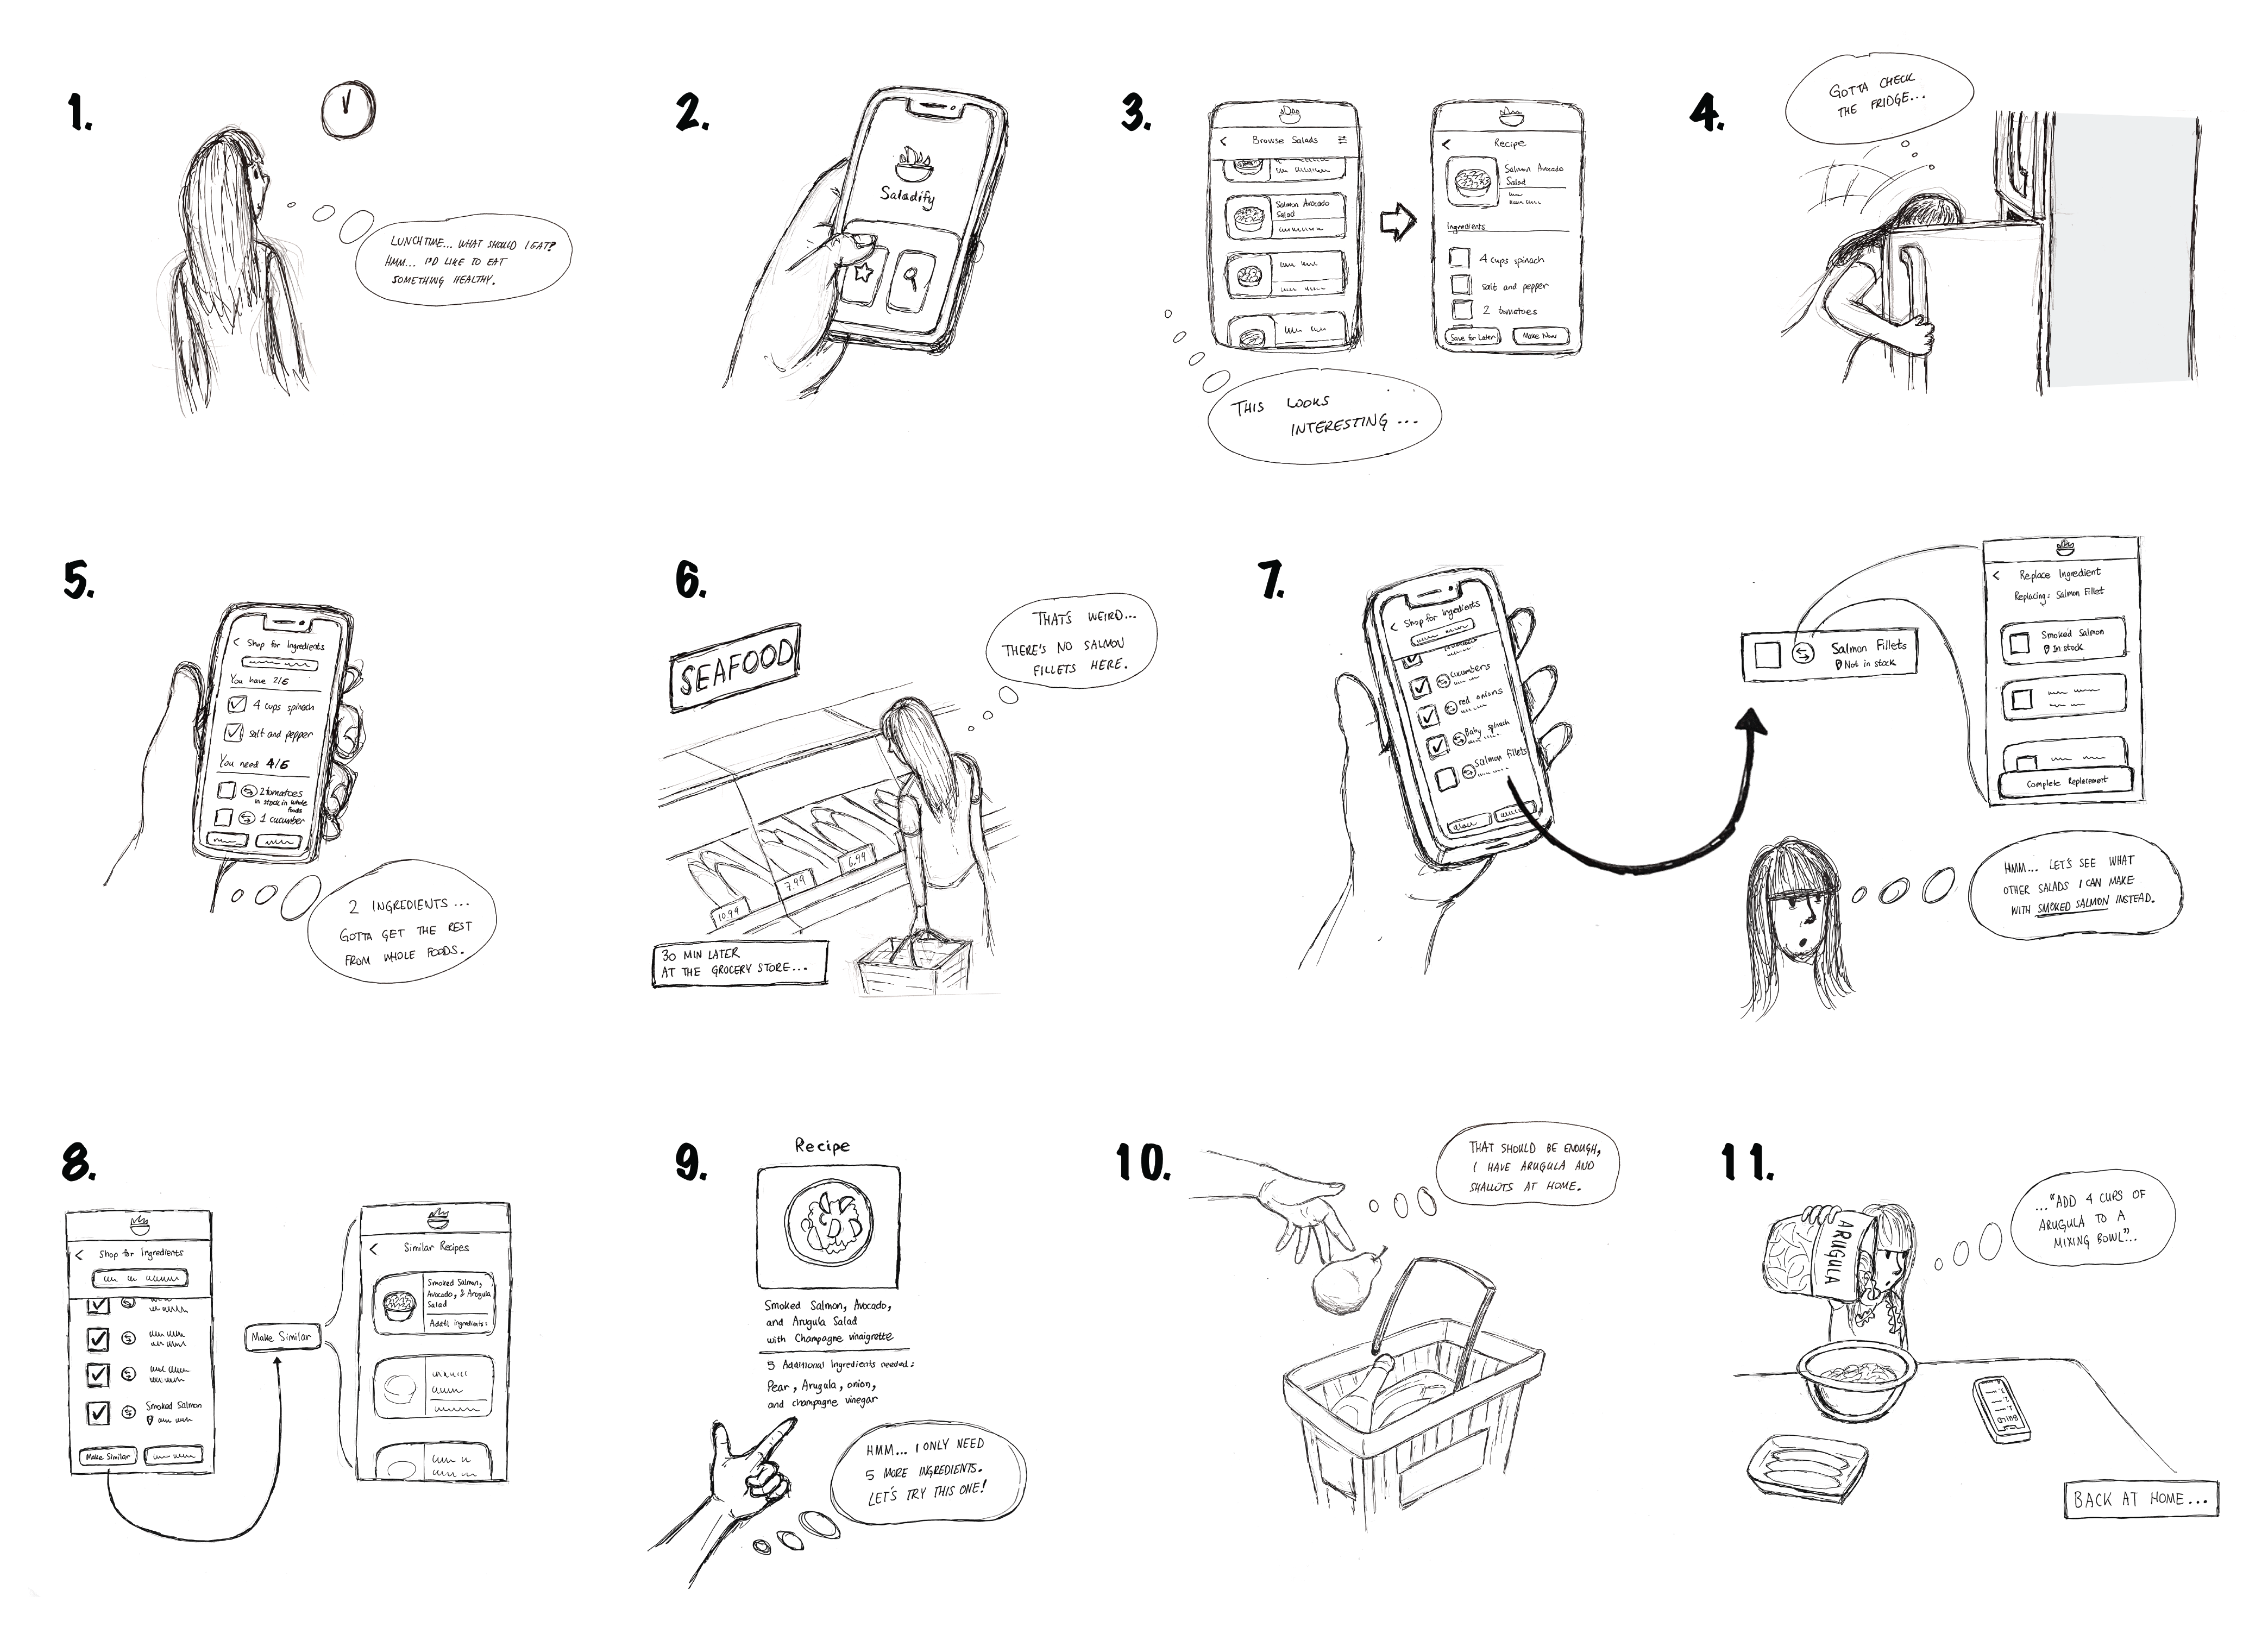 1.
LUNCHTIME... WHAT SHOULD I EAT?
HMM... I'D LIKE TO EAT
SOMETHING HEALTHY.
2.
Saladify
3.
< Browse Salads
Salmon Avocado
Salad
< Recipe
Salmon Avocado
Salad
Ingredients
4 cups spinach
salt and pepper
2 tomatoes
Save for Later
Make Now
THIS LOOKS
INTERESTING...
4.
GOTTA CHECK
THE FRIDGE...
5.
< Shop for Ingredients
You have 2/6
4 cups spinach
salt and pepper
You need 4/6
2 tomatoes
in stock in whole
foods
1 cucumber
2 INGREDIENTS...
GOTTA GET THE REST
FROM WHOLE FOODS.
6.
SEAFOOD
THAT'S WEIRD...
THERE'S NO SALMON
FILLETS HERE.
10.99
7.99
6.99
30 MIN LATER
AT THE GROCERY STORE...
7.
< Shop for Ingredients
cucumbers
red onions
Baby spinach
Salmon Fillets
Salmon Fillets
Not in stock
< Replace Ingredient
Replacing: Salmon Fillet
Smoked Salmon
In stock
Complete Replacement
HMM... LET'S SEE WHAT
OTHER SALADS I CAN MAKE
WITH SMOKED SALMON INSTEAD.
8.
< Shop for Ingredients
Smoked Salmon
Make Similar
Make Similar
< Similar Recipes
Smoked Salmon,
Avocado, & Arugula
Salad
Addtl ingredients:
9.
Recipe
Smoked Salmon, Avocado,
and Arugula Salad
with Champagne vinaigrette
5 Additional Ingredients needed:
Pear, Arugula, onion,
and champagne vinegar
HMM... I ONLY NEED
5 MORE INGREDIENTS.
LET'S TRY THIS ONE!
10.
THAT SHOULD BE ENOUGH,
I HAVE ARUGULA AND
SHALLOTS AT HOME.
11.
ARUGULA
"ADD 4 CUPS OF
ARUGULA TO A
MIXING BOWL"...
BUILD
BACK AT HOME...